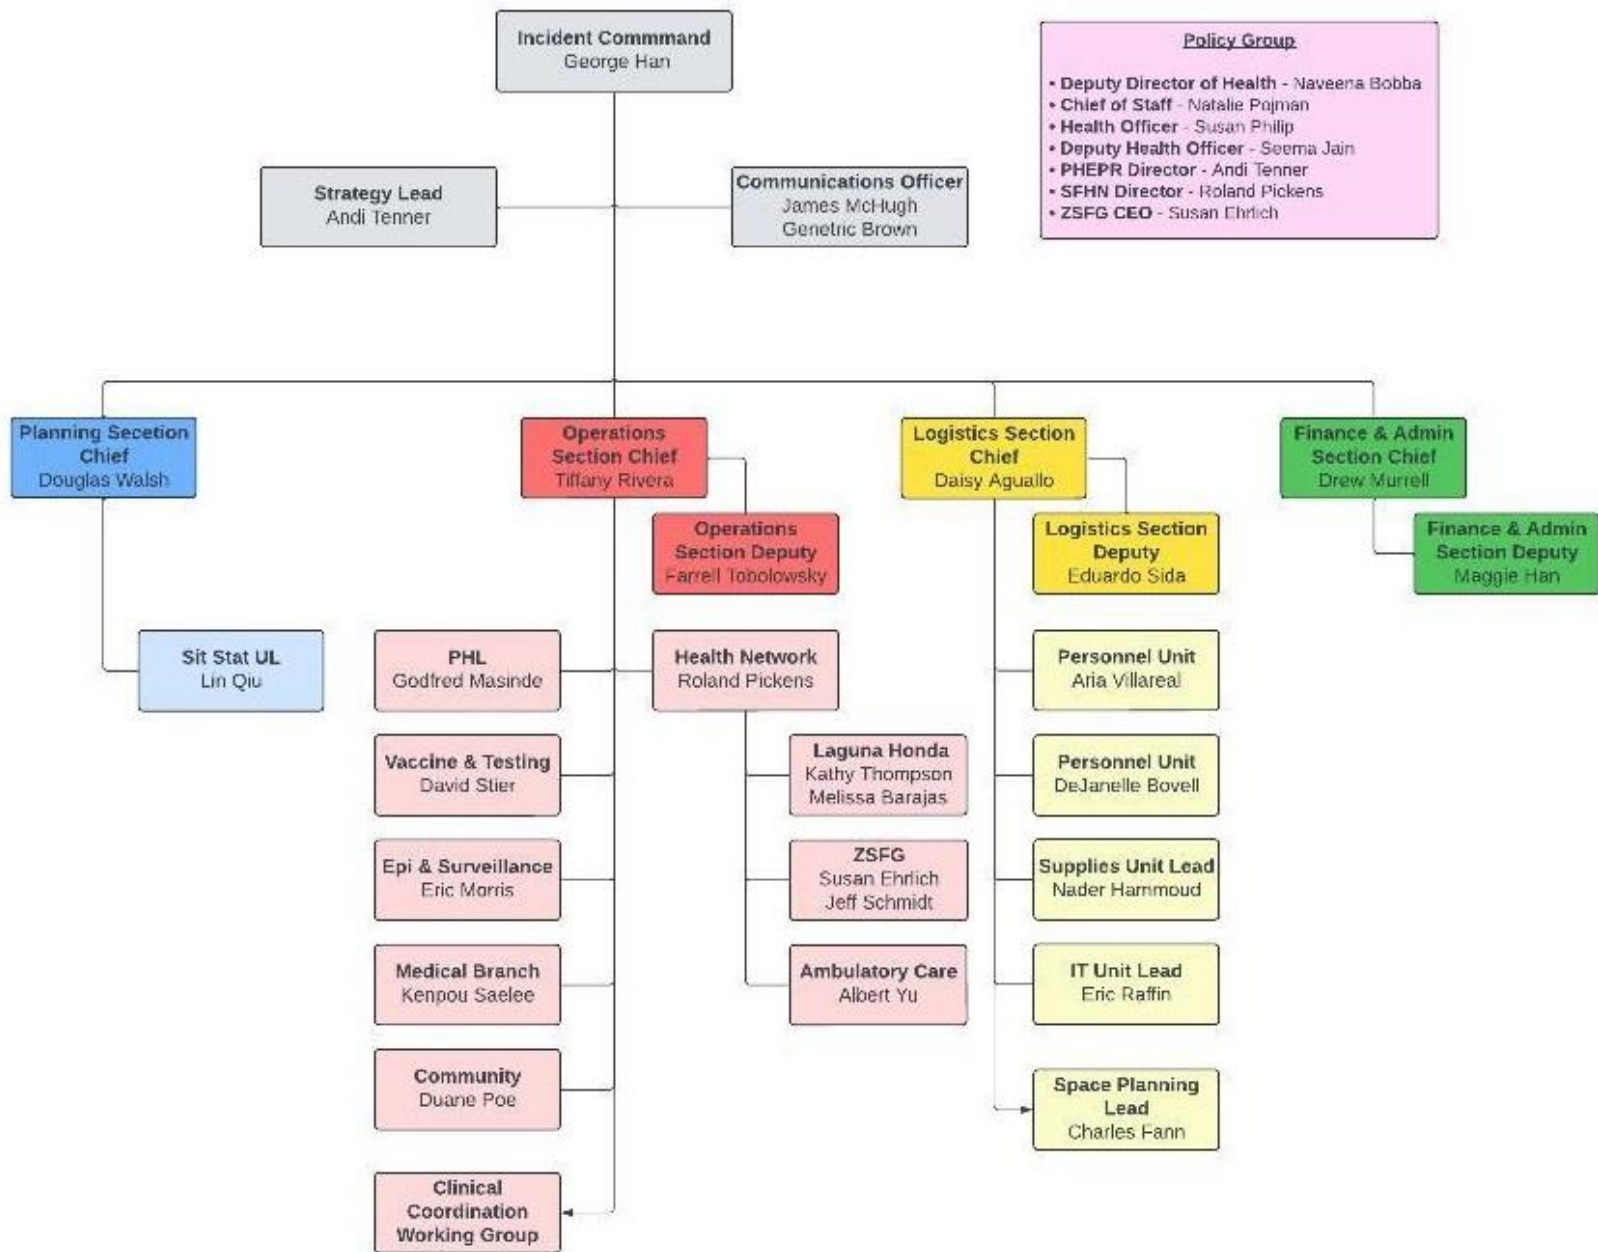 Incident Commmand
George Han
Policy Group
• Deputy Director of Health - Naveena Bobba
• Chief of Staff - Natalie Pojman
• Health Officer - Susan Philip
• Deputy Health Officer - Seema Jain
• PHEPR Director - Andi Tenner
• SFHN Director - Roland Pickens
• ZSFG CEO - Susan Ehrlich
Strategy Lead
Andi Tenner
Communications Officer
James McHugh
Genetric Brown
Planning Secetion
Chief
Douglas Walsh
Operations
Section Chief
Tiffany Rivera
Logistics Section
Chief
Daisy Aguallo
Finance & Admin
Section Chief
Drew Murrell
Operations
Section Deputy
Farrell Tobolowsky
Logistics Section
Deputy
Eduardo Sida
Finance & Admin
Section Deputy
Maggie Han
Sit Stat UL
Lin Qiu
PHL
Godfred Masinde
Health Network
Roland Pickens
Personnel Unit
Aria Villareal
Vaccine & Testing
David Stier
Laguna Honda
Kathy Thompson
Melissa Barajas
Personnel Unit
DeJanelle Bovell
Epi & Surveillance
Eric Morris
ZSFG
Susan Ehrlich
Jeff Schmidt
Supplies Unit Lead
Nader Hammoud
Medical Branch
Kenpou Saelee
Ambulatory Care
Albert Yu
IT Unit Lead
Eric Raffin
Community
Duane Poe
Space Planning
Lead
Charles Fann
Clinical
Coordination
Working Group